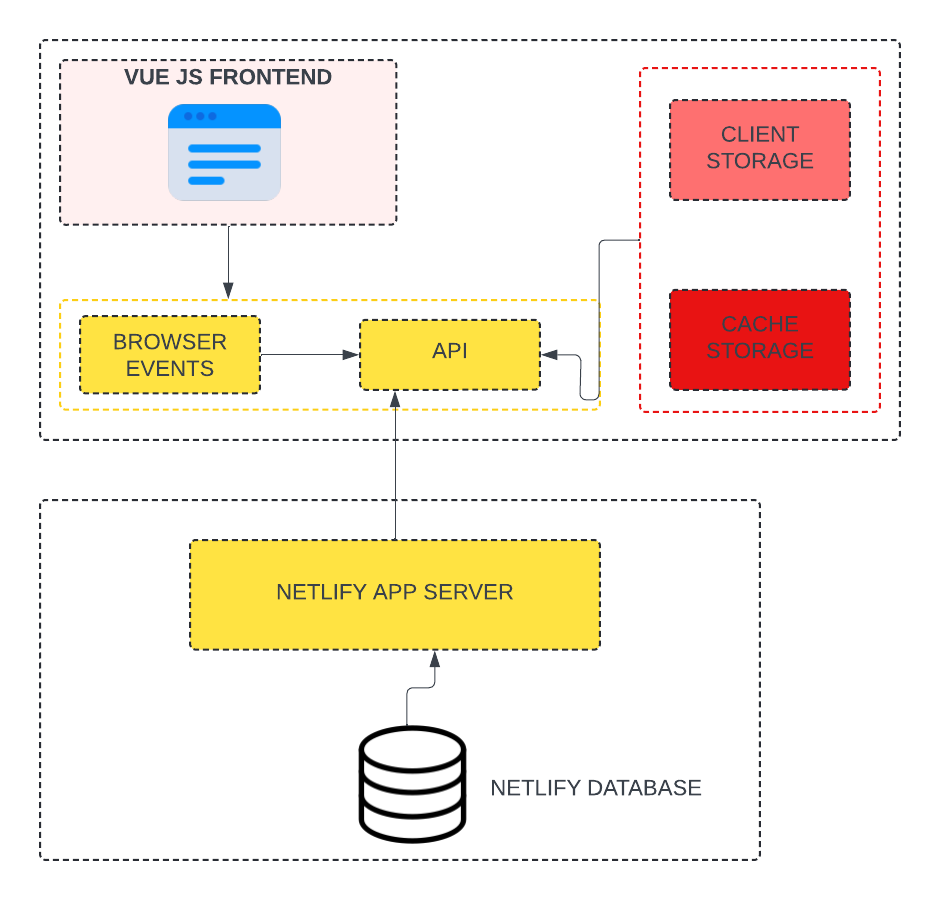 VUE JS FRONTEND
CLIENT
STORAGE
BROWSER
EVENTS
API
CACHE
STORAGE
NETLIFY APP SERVER
NETLIFY DATABASE